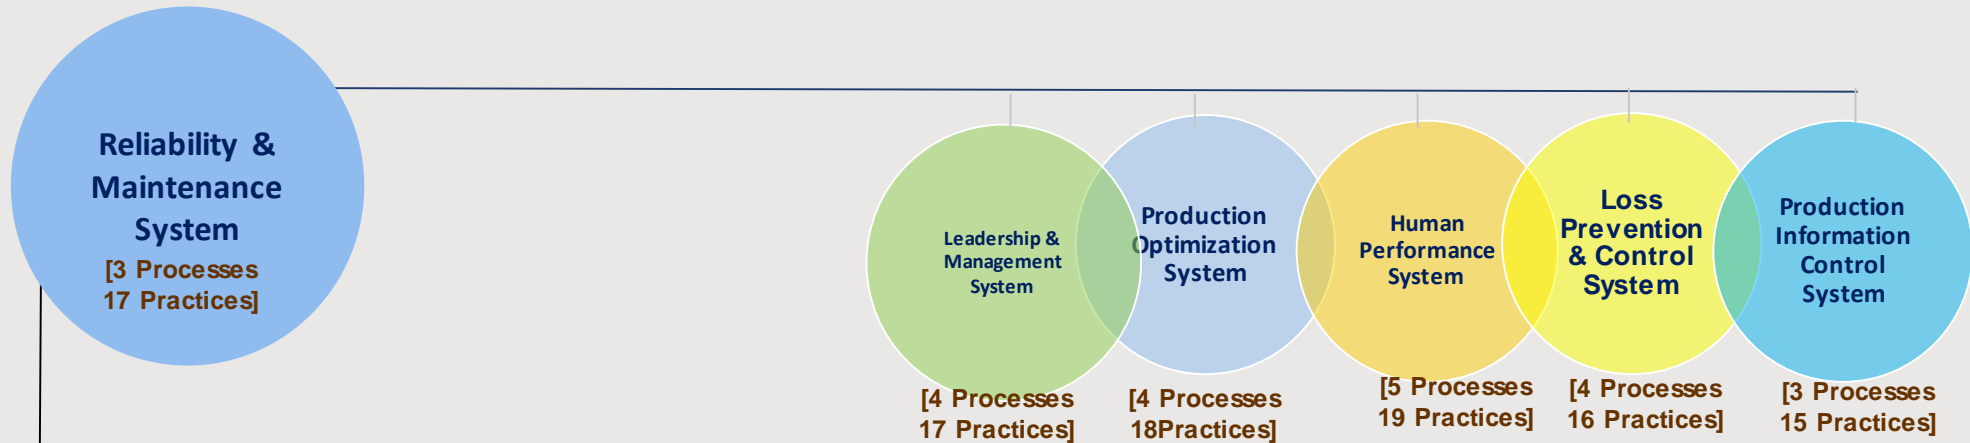 Reliability &
Maintenance
System
[3 Processes
17 Practices]
Leadership &
Management
System
[4 Processes
17 Practices]
Production
Optimization
System
[4 Processes
18Practices]
Human
Performance
System
[5 Processes
19 Practices]
Loss
Prevention
& Control
System
[4 Processes
16 Practices]
Production
Information
Control
System
[3 Processes
15 Practices]